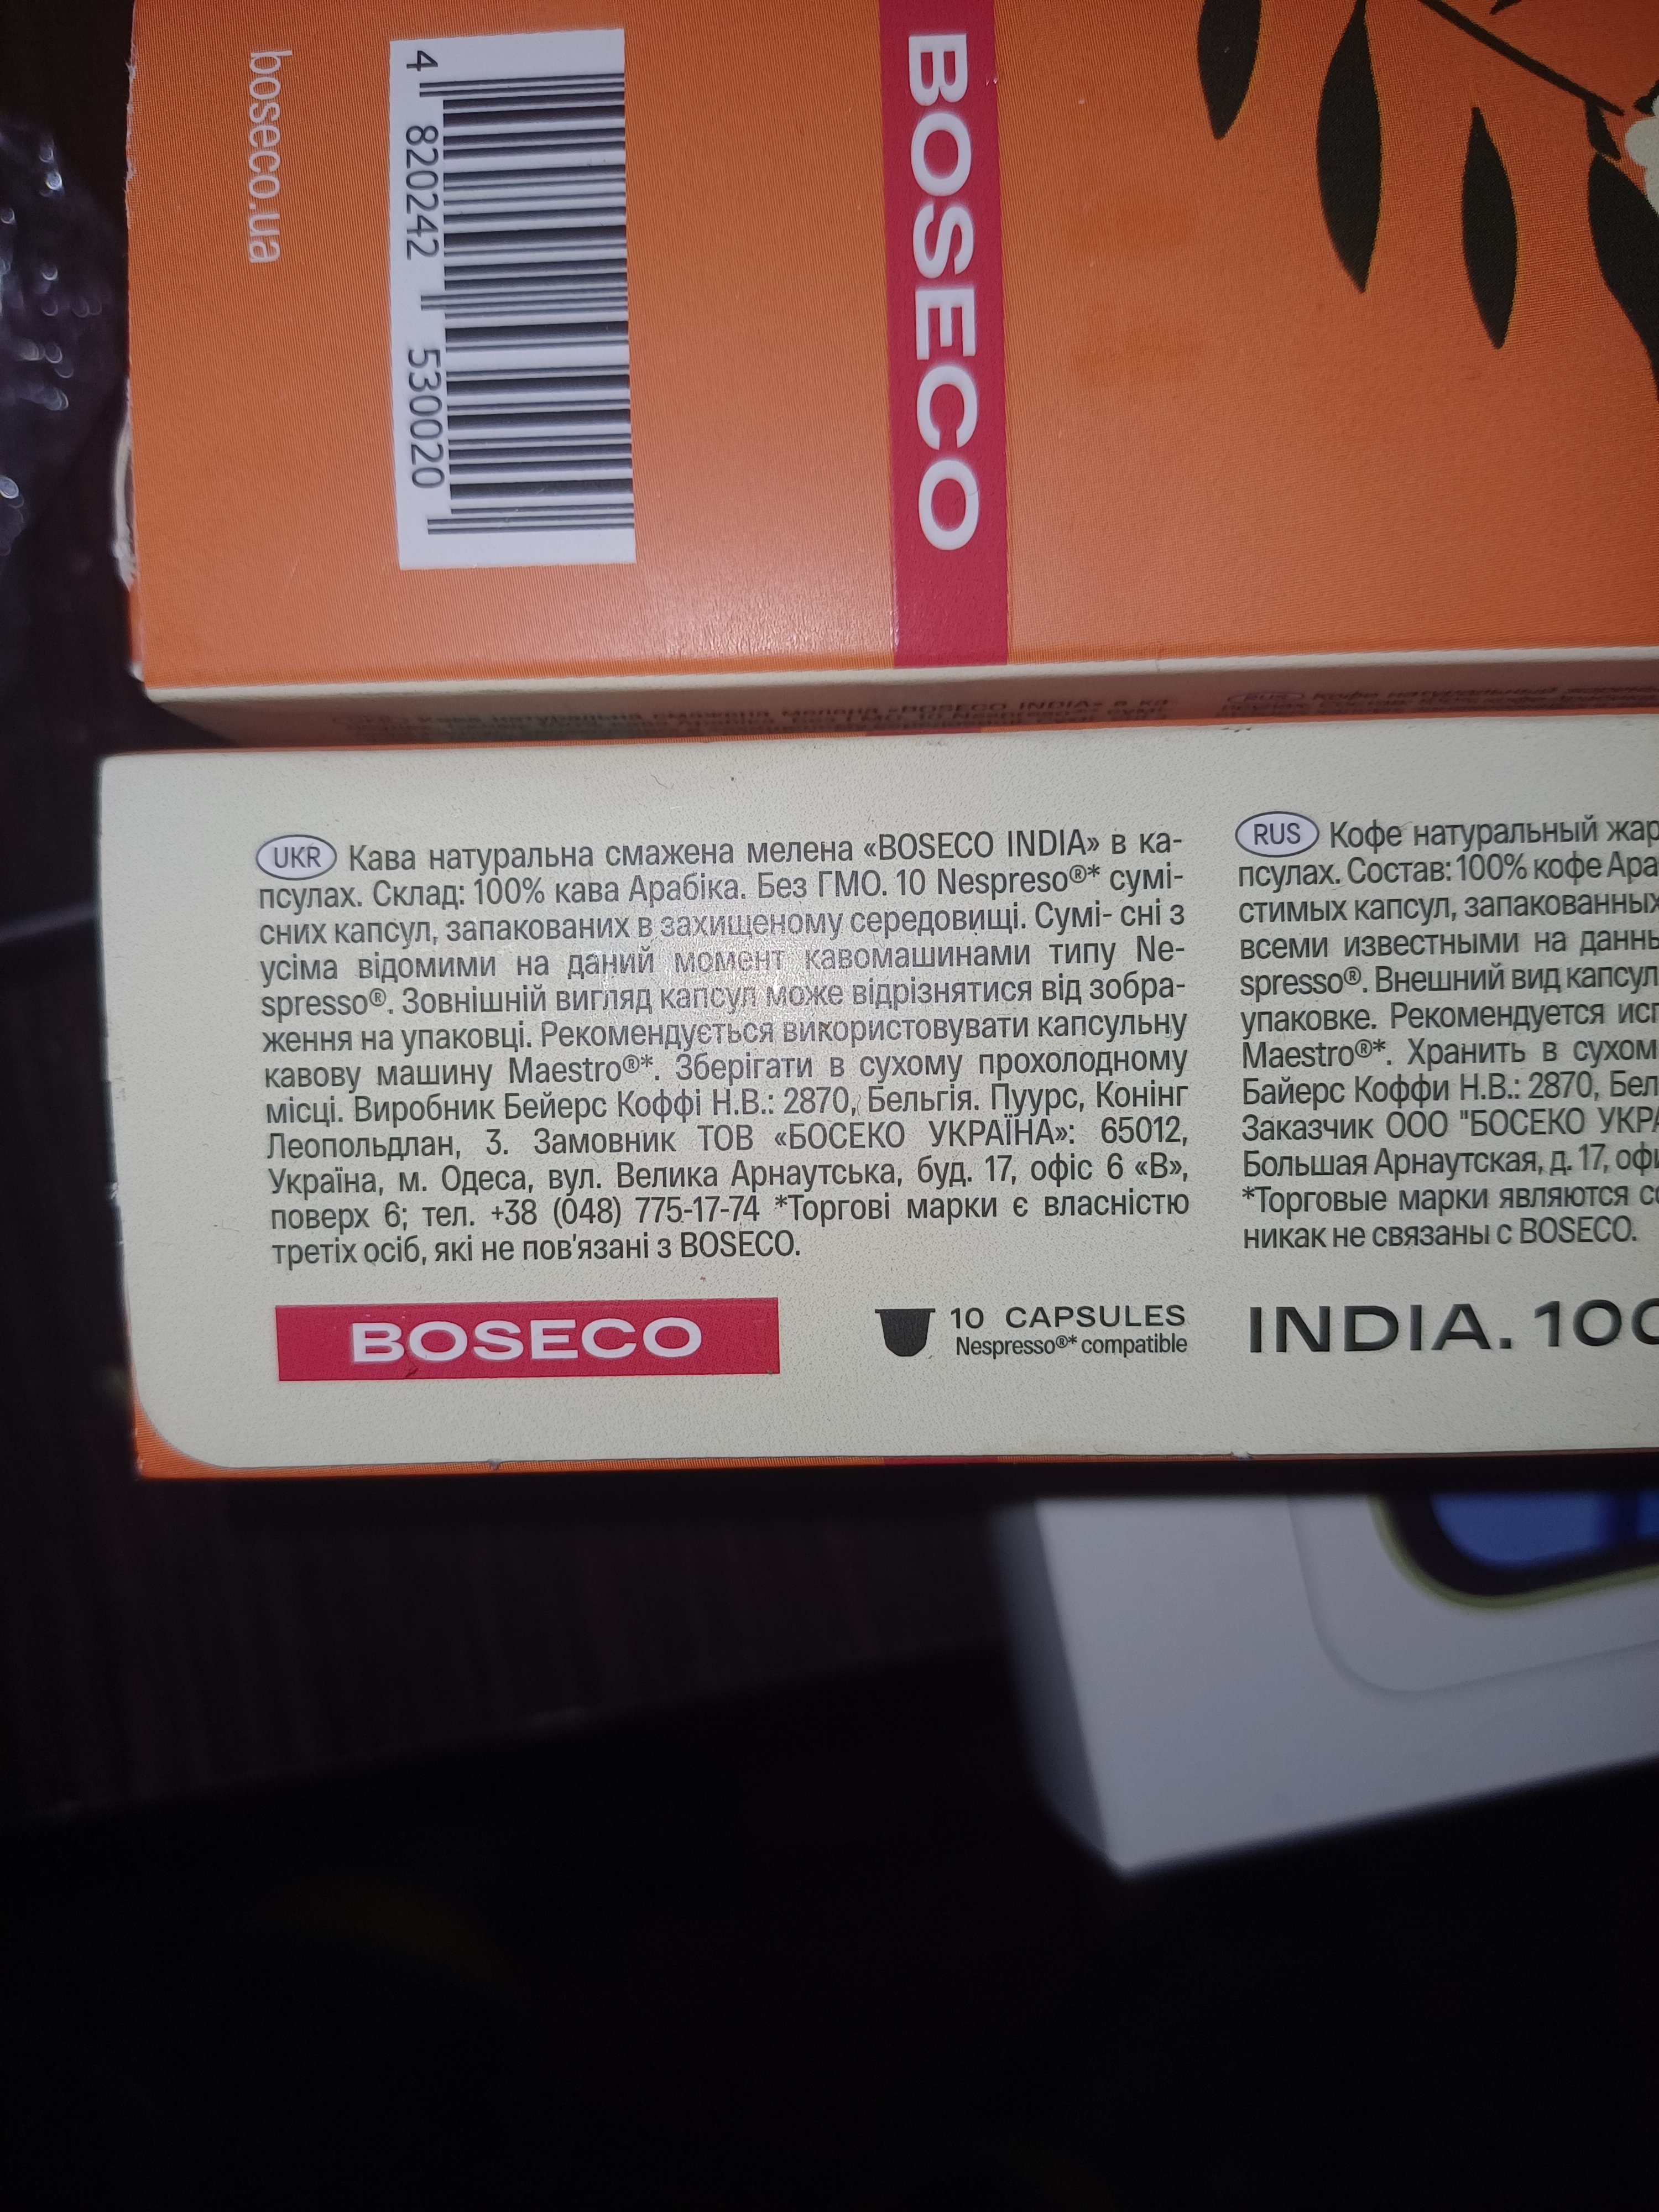 boseco.ua
4 820242 530020
BOSECO
UKR Кава натуральна смажена мелена «BOSECO INDIA» в ка-
псулах. Склад: 100% кава Арабіка. Без ГМО. 10 Nespreso®* сумі-
сних капсул, запакованих в захищеному середовищі. Сумі- сні з
усіма відомими на даний момент кавомашинами типу Ne-
spresso®. Зовнішній вигляд капсул може відрізнятися від зобра-
ження на упаковці. Рекомендується використовувати капсульну
кавову машину Maestro®*. Зберігати в сухому прохолодному
місці. Виробник Бейерс Коффі Н.В.: 2870, Бельгія. Пуурс, Конінг
Леопольдлан, 3. Замовник ТОВ «БОСЕКО УКРАЇНА»: 65012,
Україна, м. Одеса, вул. Велика Арнаутська, буд. 17, офіс 6 «В»,
поверх 6; тел. +38 (048) 775-17-74 *Торгові марки є власністю
третіх осіб, які не пов'язані з BOSECO.
RUS Кофе натуральный жар
псулах. Состав: 100% кофе Ара
стимых капсул, запакованных
всеми известными на данн
spresso®. Внешний вид капсул
упаковке. Рекомендуется исп
Maestro®*. Хранить в сухом
Байерс Коффи Н.В.: 2870, Бел
Заказчик ООО "БОСЕКО УКРА
Большая Арнаутская, д. 17, офи
*Торговые марки являются со
никак не связаны с BOSECO.
BOSECO
10 CAPSULES
Nespresso®* compatible
INDIA. 100